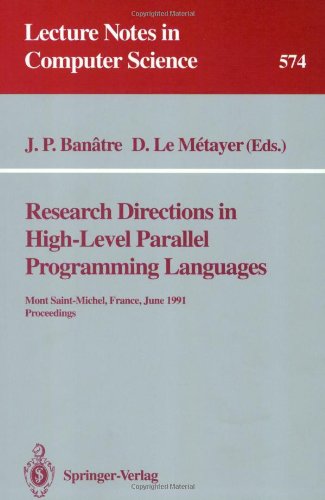 Lecture Notes in
Computer Science
574
J. P. Banâtre D. Le Métayer (Eds.)
Research Directions in
High-Level Parallel
Programming Languages
Mont Saint-Michel, France, June 1991
Proceedings
Springer-Verlag